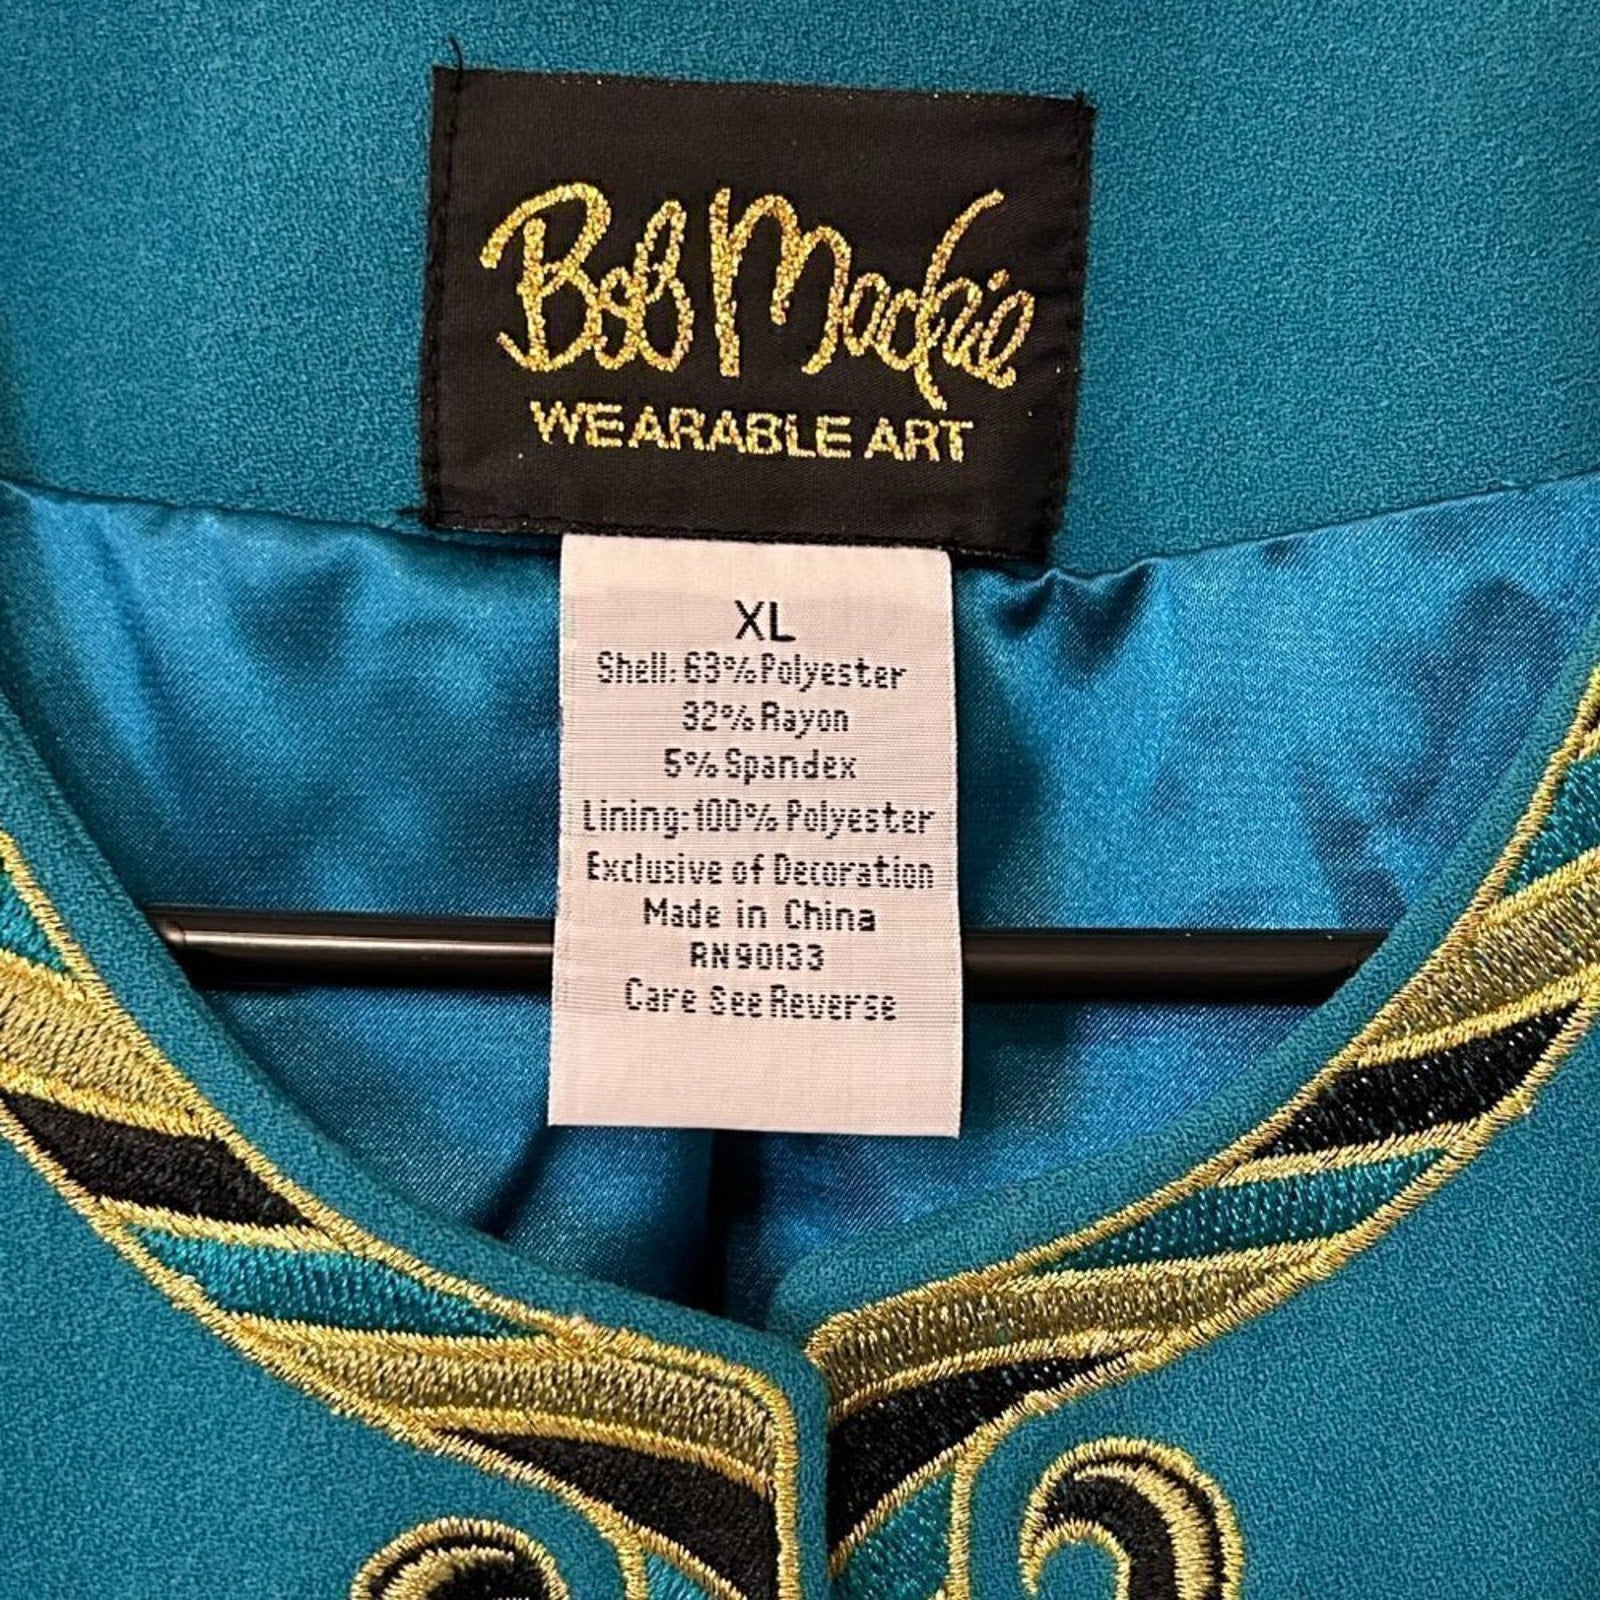 Bob Mackie
WEARABLE ART
XL
Shell: 63% Polyester
32% Rayon
5% Spandex
Lining: 100% Polyester
Exclusive of Decoration
Made in China
RN 90133
Care See Reverse